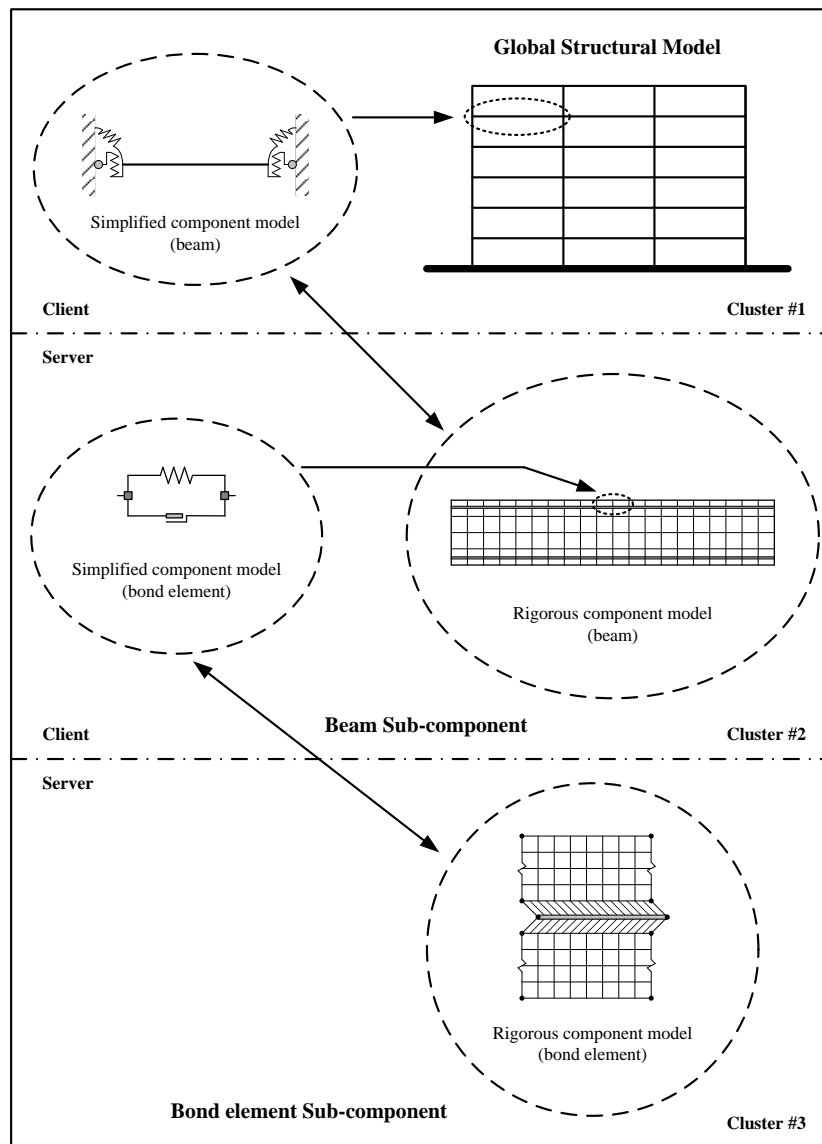 Global Structural Model
Simplified component model
(beam)
Client
Cluster #1
Server
Simplified component model
(bond element)
Rigorous component model
(beam)
Beam Sub-component
Client
Cluster #2
Server
Rigorous component model
(bond element)
Bond element Sub-component
Cluster #3